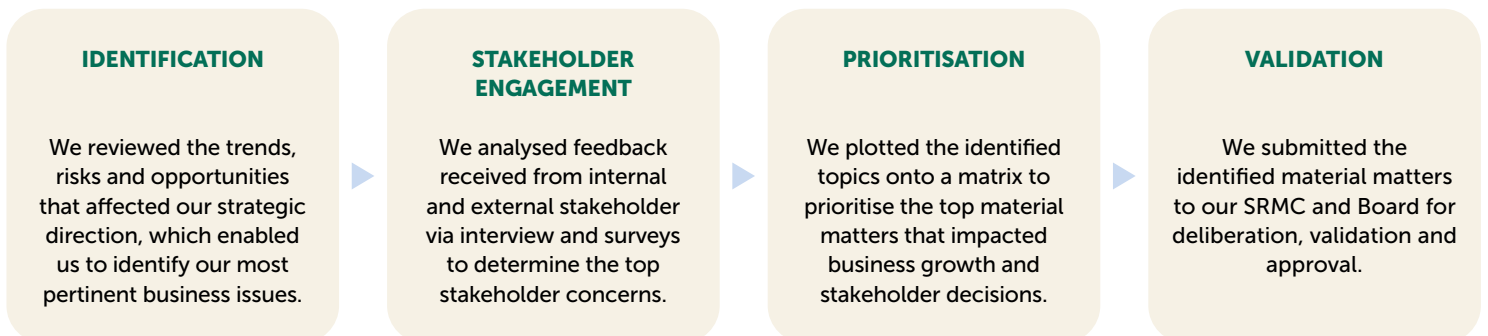 IDENTIFICATION
We reviewed the trends,
risks and opportunities
that affected our strategic
direction, which enabled
us to identify our most
pertinent business issues.
STAKEHOLDER
ENGAGEMENT
We analysed feedback
received from internal
and external stakeholder
via interview and surveys
to determine the top
stakeholder concerns.
PRIORITISATION
We plotted the identified
topics onto a matrix to
prioritise the top material
matters that impacted
business growth and
stakeholder decisions.
VALIDATION
We submitted the
identified material matters
to our SRMC and Board for
deliberation, validation and
approval.